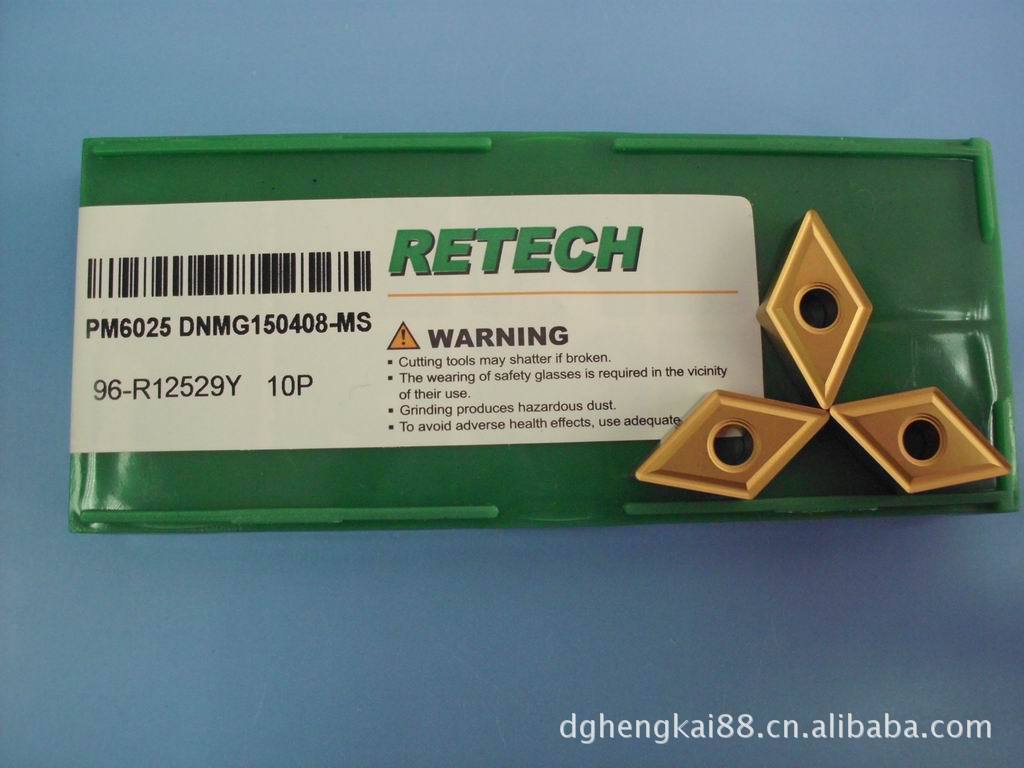 RETECH
PM6025 DNMG150408-MS
96-R12529Y 10P
WARNING
▪ Cutting tools may shatter if broken.
▪ The wearing of safety glasses is required in the vicinity
of their use.
▪ Grinding produces hazardous dust.
▪ To avoid adverse health effects, use adequate
dghengkai88.cn.alibaba.com